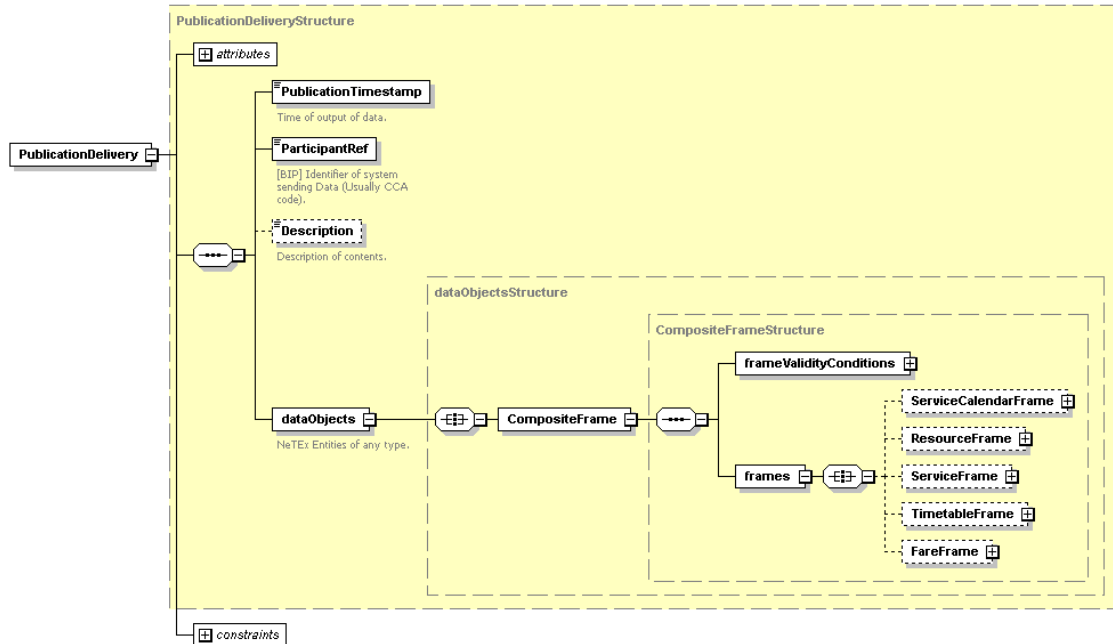 PublicationDeliveryStructure
attributes
PublicationTimestamp
Time of output of data.
PublicationDelivery
ParticipantRef
[BIP] Identifier of system
sending Data (Usually CCA
code).
Description
Description of contents.
dataObjectsStructure
CompositeFrameStructure
frameValidityConditions
ServiceCalendarFrame
dataObjects
CompositeFrame
ResourceFrame
NeTEx Entities of any type.
frames
ServiceFrame
TimetableFrame
FareFrame
constraints